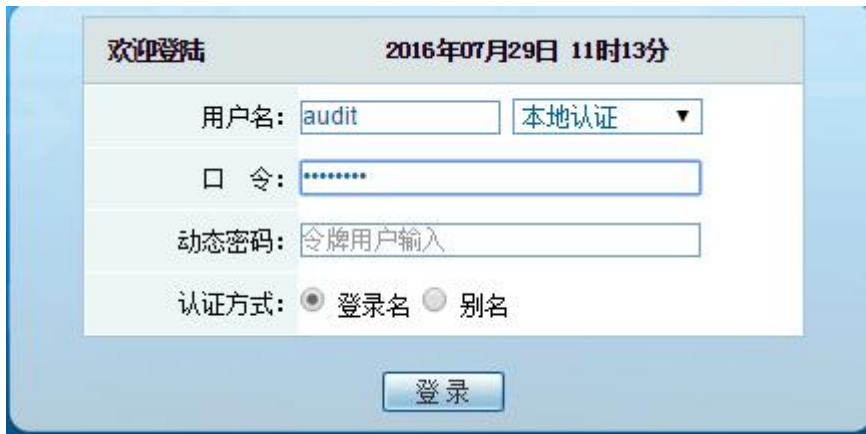 欢迎登陆 2016年07月29日 11时13分
用户名: audit 本地认证 ▼
口 令: ••••••••
动态密码: 令牌用户输入
认证方式: 登录名 别名
登 录